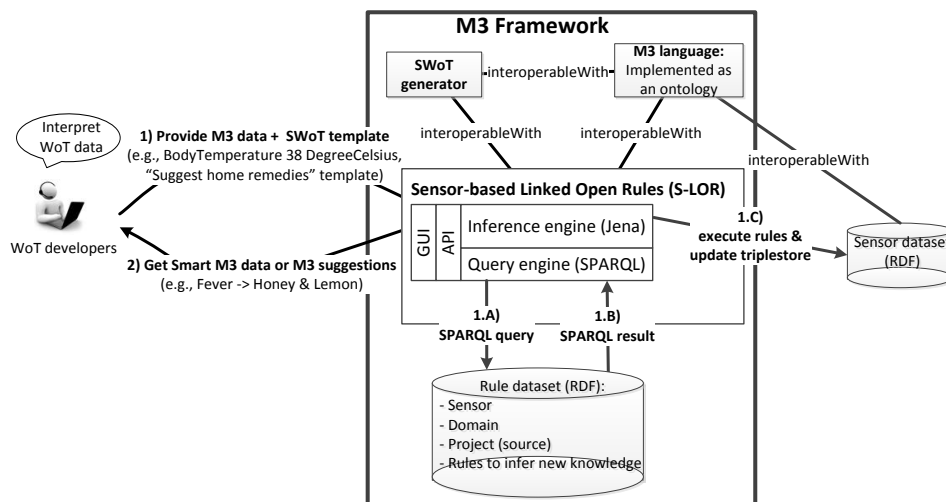 M3 Framework
SWoT
generator
interoperableWith
M3 language:
Implemented as
an ontology
Interpret
WoT data
WoT developers
1) Provide M3 data + SWoT template
(e.g., BodyTemperature 38 DegreeCelsius,
“Suggest home remedies” template)
interoperableWith
interoperableWith
interoperableWith
Sensor-based Linked Open Rules (S-LOR)
GUI
API
Inference engine (Jena)
Query engine (SPARQL)
1.C)
execute rules &
update triplestore
Sensor dataset
(RDF)
2) Get Smart M3 data or M3 suggestions
(e.g., Fever -> Honey & Lemon)
1.A)
SPARQL query
1.B)
SPARQL result
Rule dataset (RDF):
- Sensor
- Domain
- Project (source)
- Rules to infer new knowledge